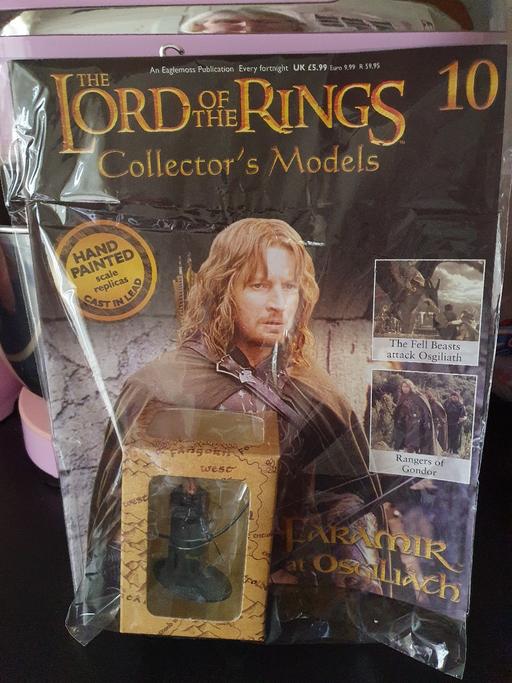 An Eaglemoss Publication Every fortnight UK £5.99 Euro 9.99 R 59.95
THE
LORD OF THE RINGS
10
Collector's Models
HAND
PAINTED
scale
replicas
CAST IN LEAD
The Fell Beasts
attack Osgiliath
Rangers of
Gondor
west
FARAMIR
at OSGILIATH